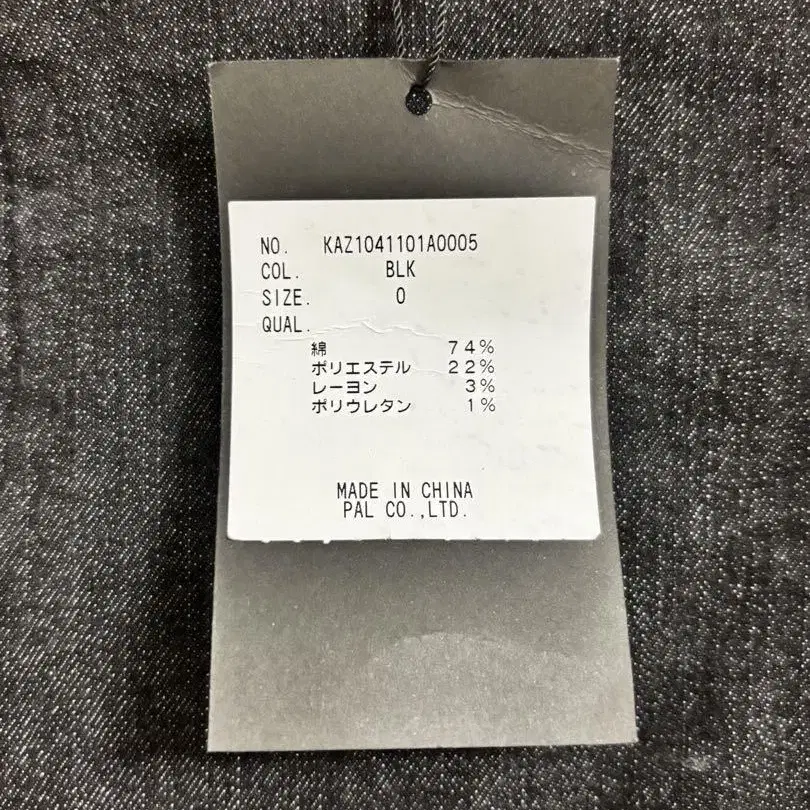 NO. KAZ1041101A0005
COL. BLK
SIZE. 0
QUAL.
綿 74%
ポリエステル 22%
レーヨン 3%
ポリウレタン 1%
MADE IN CHINA
PAL CO.,LTD.